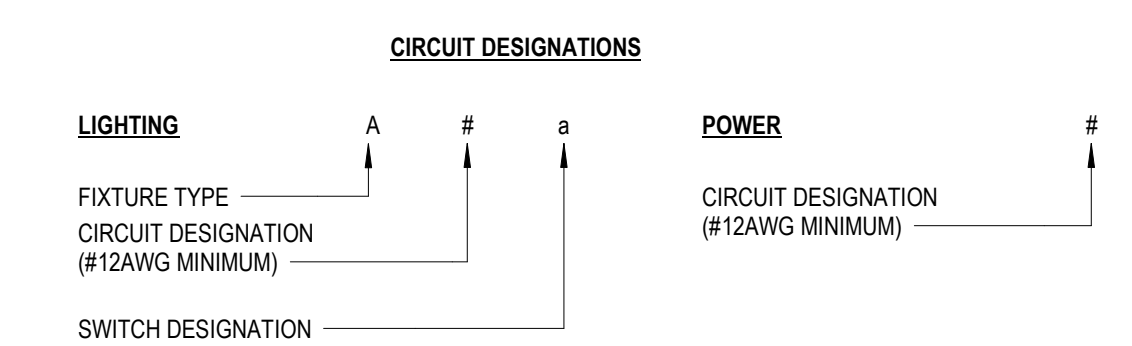 CIRCUIT DESIGNATIONS
LIGHTING A # a
FIXTURE TYPE
CIRCUIT DESIGNATION
(#12AWG MINIMUM)
SWITCH DESIGNATION
POWER #
CIRCUIT DESIGNATION
(#12AWG MINIMUM)